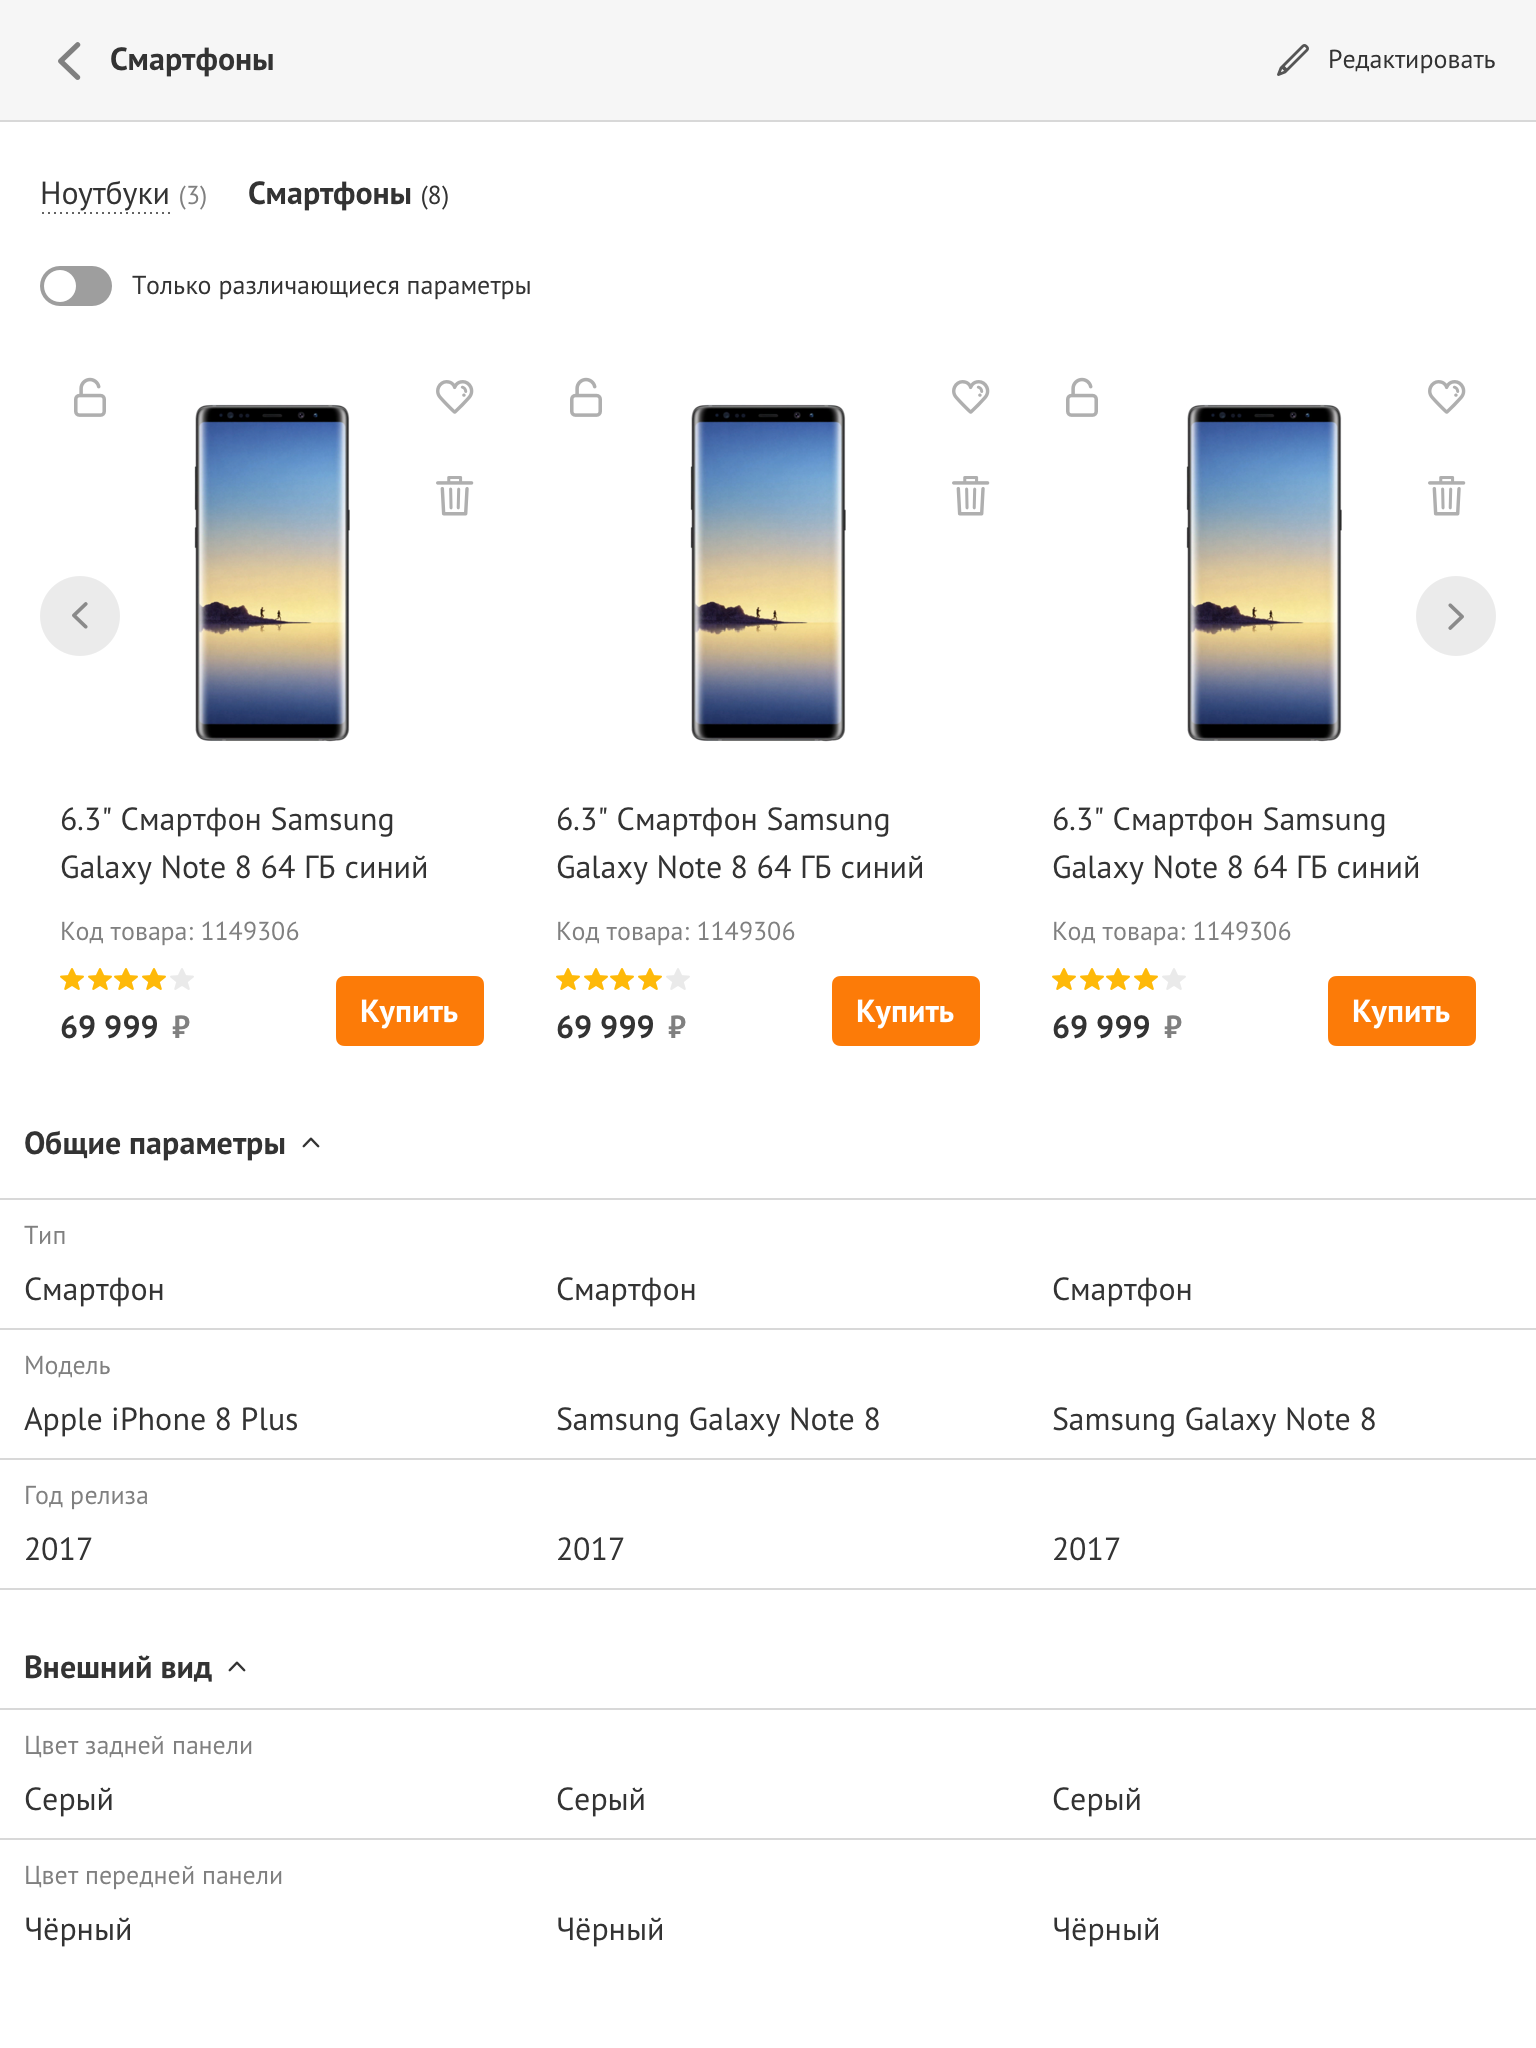 Смартфоны
Редактировать
Ноутбуки (3) Смартфоны (8)
Только различающиеся параметры
6.3" Смартфон Samsung
Galaxy Note 8 64 ГБ синий
Код товара: 1149306
69 999 ₽
Купить
6.3" Смартфон Samsung
Galaxy Note 8 64 ГБ синий
Код товара: 1149306
69 999 ₽
Купить
6.3" Смартфон Samsung
Galaxy Note 8 64 ГБ синий
Код товара: 1149306
69 999 ₽
Купить
Общие параметры
Тип
Смартфон Смартфон Смартфон
Модель
Apple iPhone 8 Plus Samsung Galaxy Note 8 Samsung Galaxy Note 8
Год релиза
2017 2017 2017
Внешний вид
Цвет задней панели
Серый Серый Серый
Цвет передней панели
Чёрный Чёрный Чёрный